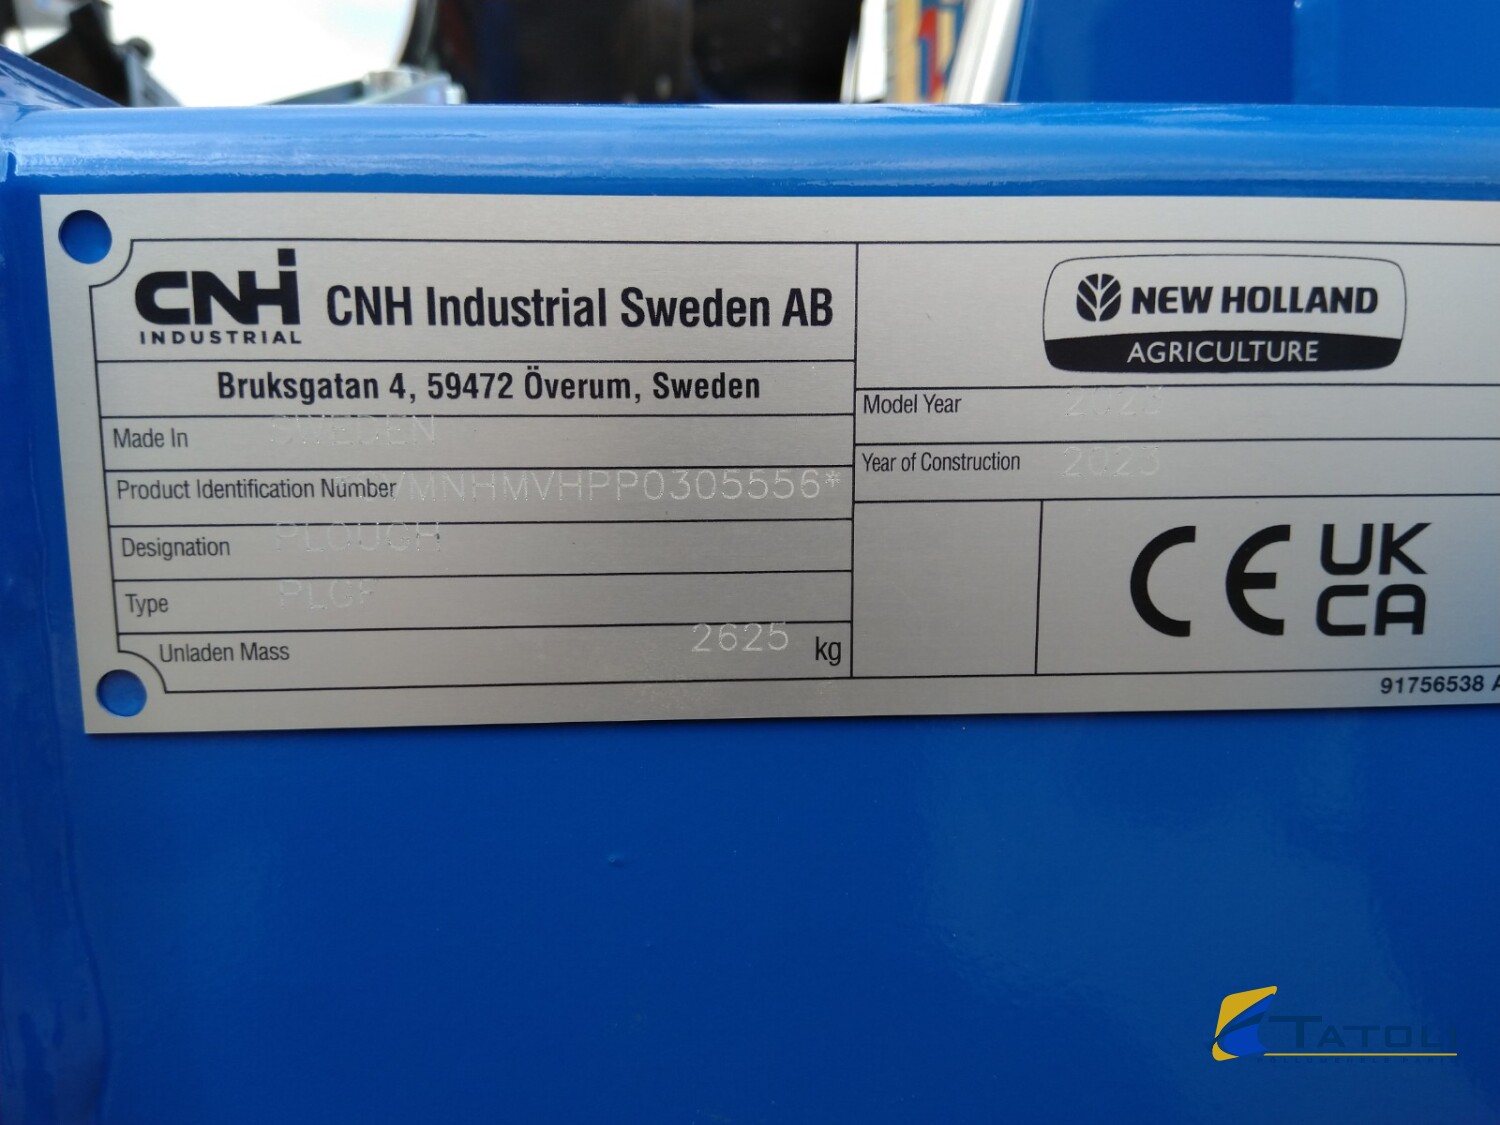 CNH INDUSTRIAL
CNH Industrial Sweden AB
Bruksgatan 4, 59472 Överum, Sweden
Made In SWEDEN
Product Identification Number VMNHMVHPP0305556*
Designation PLOUGH
Type PLGF
Unladen Mass 2625 kg
NEW HOLLAND
AGRICULTURE
Model Year
Year of Construction 2023
CE UK CA
91756538
TATOLI